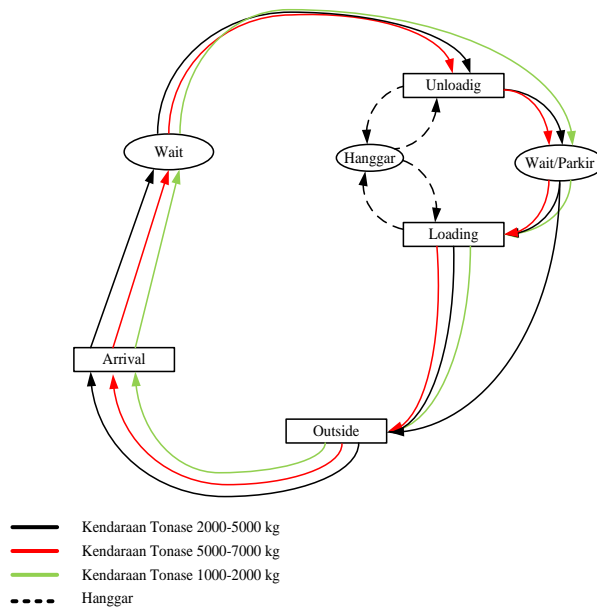 Unloadig
Wait
Hanggar
Wait/Parkir
Loading
Arrival
Outside
Kendaraan Tonase 2000-5000 kg
Kendaraan Tonase 5000-7000 kg
Kendaraan Tonase 1000-2000 kg
Hanggar